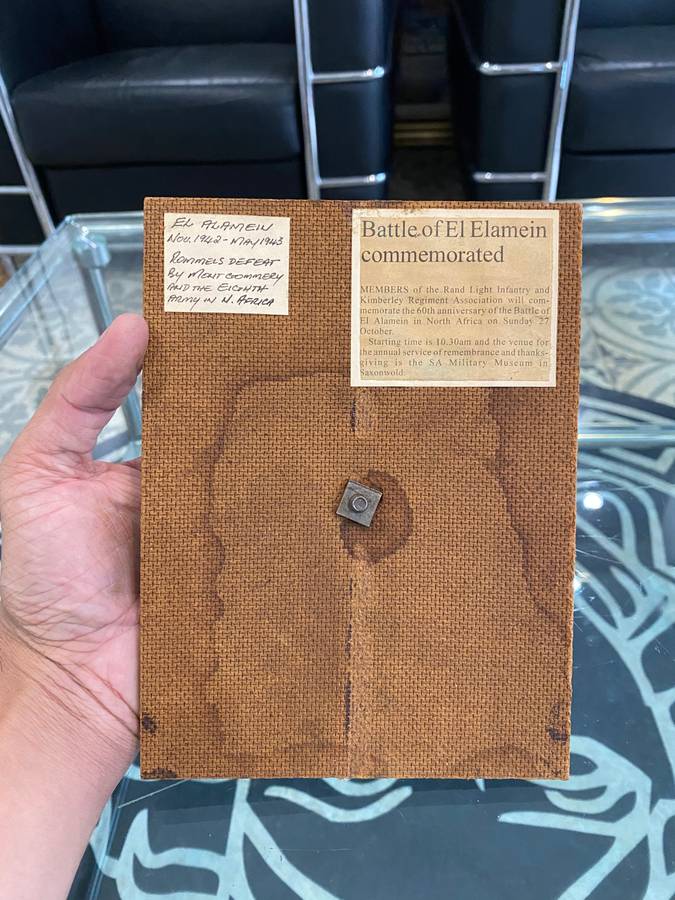 EL ALAMEIN
NOV. 1942 - MAY 1943
ROMMELS DEFEAT
BY MONTGOMMERY
AND THE EIGHTH
ARMY IN N. AFRICA
Battle of El Elamein
commemorated
MEMBERS of the Rand Light Infantry and
Kimberley Regiment Association will com-
memorate the 60th anniversary of the Battle of
El Alamein in North Africa on Sunday 27
October.
Starting time is 10.30am and the venue for
the annual service of remembrance and thanks-
giving is the SA Military Museum in
Saxonwold.